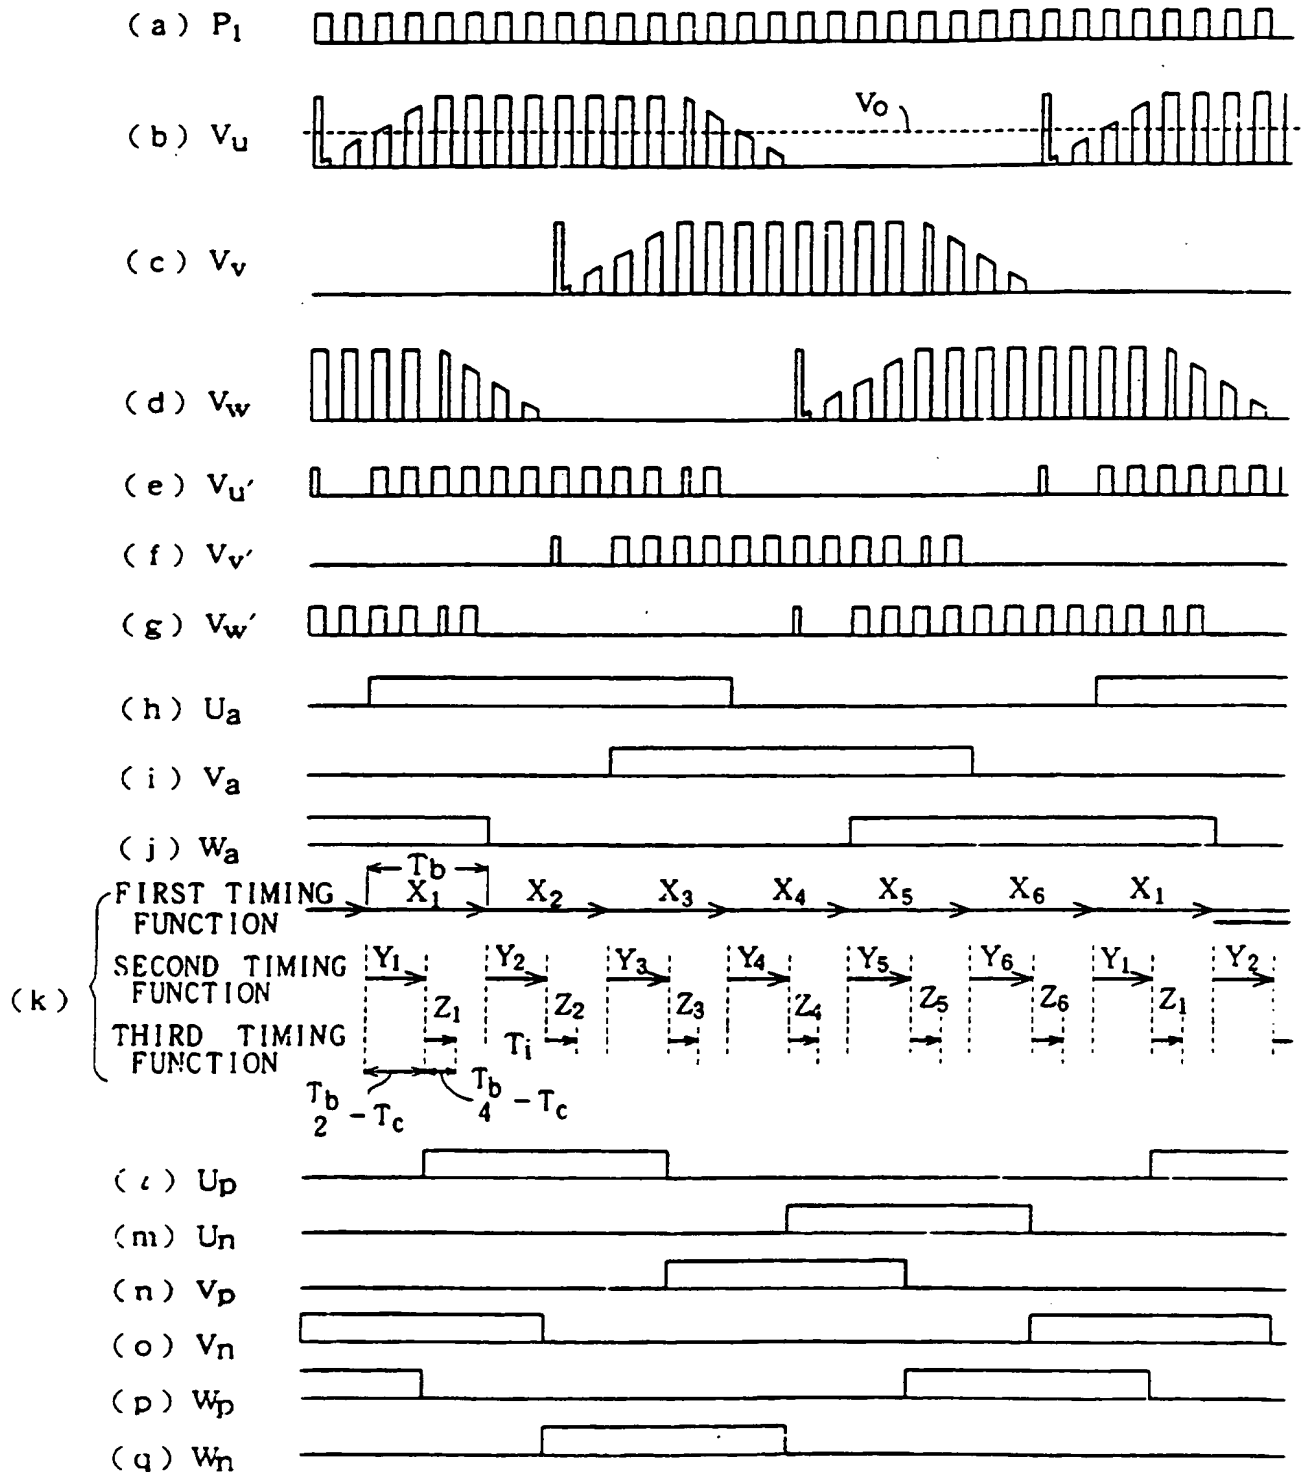 (a) P₁
(b) Vu
V₀
(c) Vv
(d) Vw
(e) Vu′
(f) Vv′
(g) Vw′
(h) Ua
(i) Va
(j) Wa
Tb
(k)
FIRST TIMING FUNCTION
X₁ X₂ X₃ X₄ X₅ X₆ X₁
SECOND TIMING FUNCTION
Y₁ Y₂ Y₃ Y₄ Y₅ Y₆ Y₁ Y₂
Z₁ Z₂ Z₃ Z₄ Z₅ Z₆ Z₁
THIRD TIMING FUNCTION
Ti
Tb/2 - Tc
Tb/4 - Tc
(ℓ) Up
(m) Un
(n) Vp
(o) Vn
(p) Wp
(q) Wn